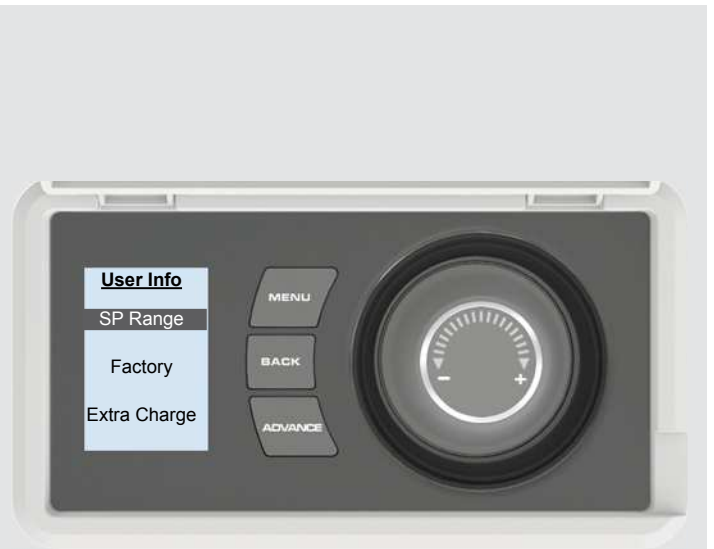 User Info
SP Range
Factory
Extra Charge
MENU
BACK
ADVANCE
- +